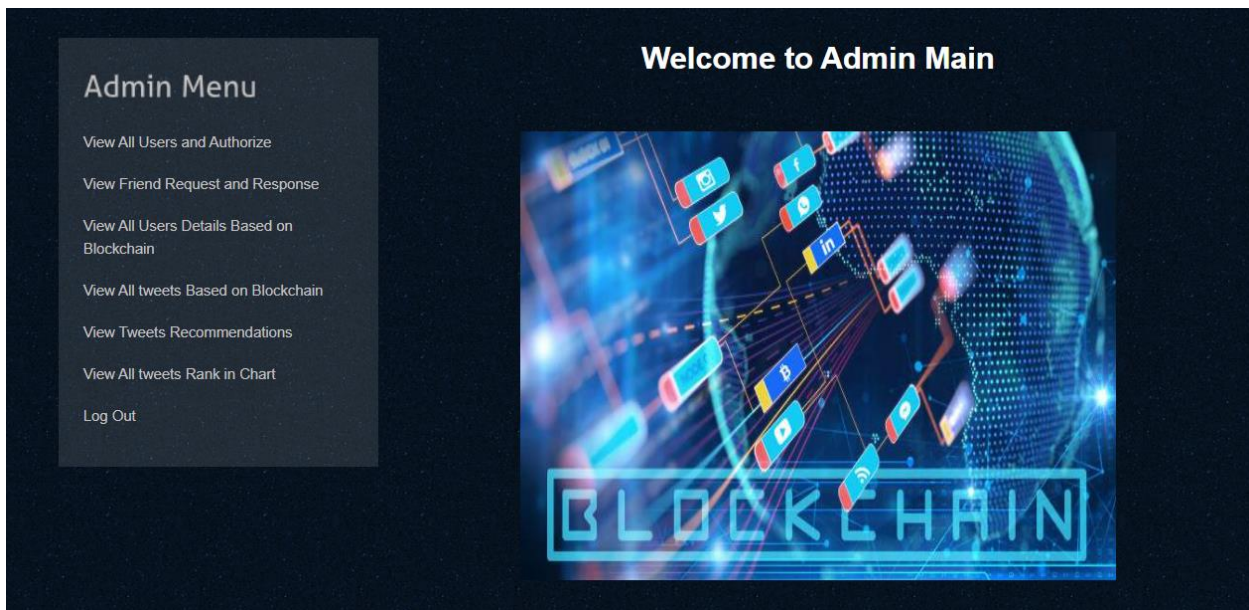 Admin Menu
View All Users and Authorize
View Friend Request and Response
View All Users Details Based on
Blockchain
View All tweets Based on Blockchain
View Tweets Recommendations
View All tweets Rank in Chart
Log Out
Welcome to Admin Main
f
in
BLOCKCHAIN